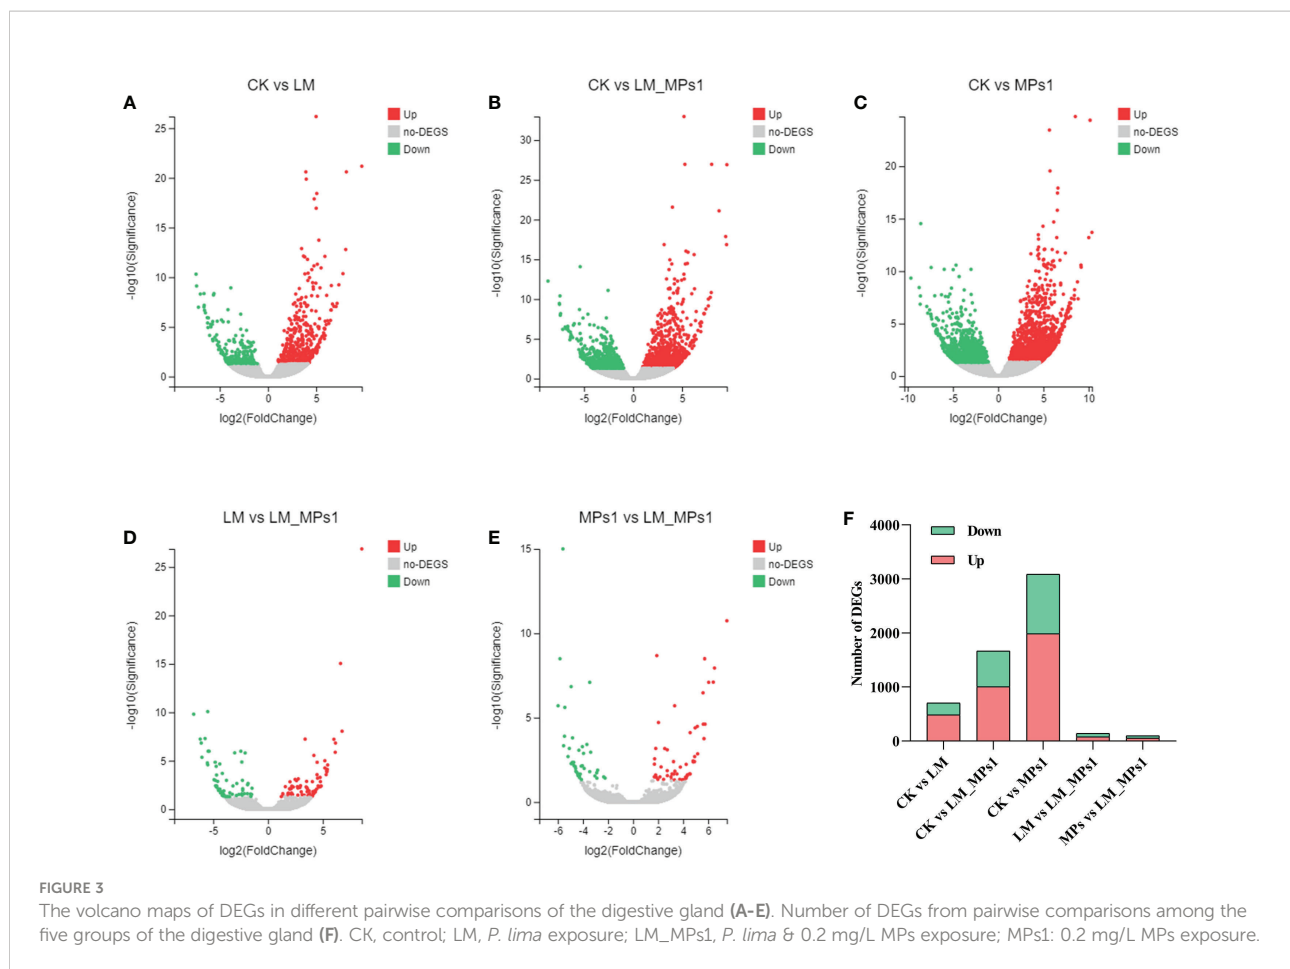 A
CK vs LM
Up
no-DEGS
Down
-log10(Significance)
25
20
15
10
5
0
-5
0
5
log2(FoldChange)
B
CK vs LM_MPs1
Up
no-DEGS
Down
-log10(Significance)
30
25
20
15
10
5
0
-5
0
5
log2(FoldChange)
C
CK vs MPs1
Up
no-DEGS
Down
-log10(Significance)
20
15
10
5
0
-10
-5
0
5
10
log2(FoldChange)
D
LM vs LM_MPs1
Up
no-DEGS
Down
-log10(Significance)
25
20
15
10
5
0
-5
0
5
log2(FoldChange)
E
MPs1 vs LM_MPs1
Up
no-DEGS
Down
-log10(Significance)
15
10
5
0
-6
-4
-2
0
2
4
6
log2(FoldChange)
F
Down
Up
Number of DEGs
4000
3000
2000
1000
0
CK vs LM
CK vs LM_MPs1
CK vs MPs1
LM vs LM_MPs1
MPs vs LM_MPs1
FIGURE 3
The volcano maps of DEGs in different pairwise comparisons of the digestive gland (A-E). Number of DEGs from pairwise comparisons among the
five groups of the digestive gland (F). CK, control; LM, P. lima exposure; LM_MPs1, P. lima & 0.2 mg/L MPs exposure; MPs1: 0.2 mg/L MPs exposure.